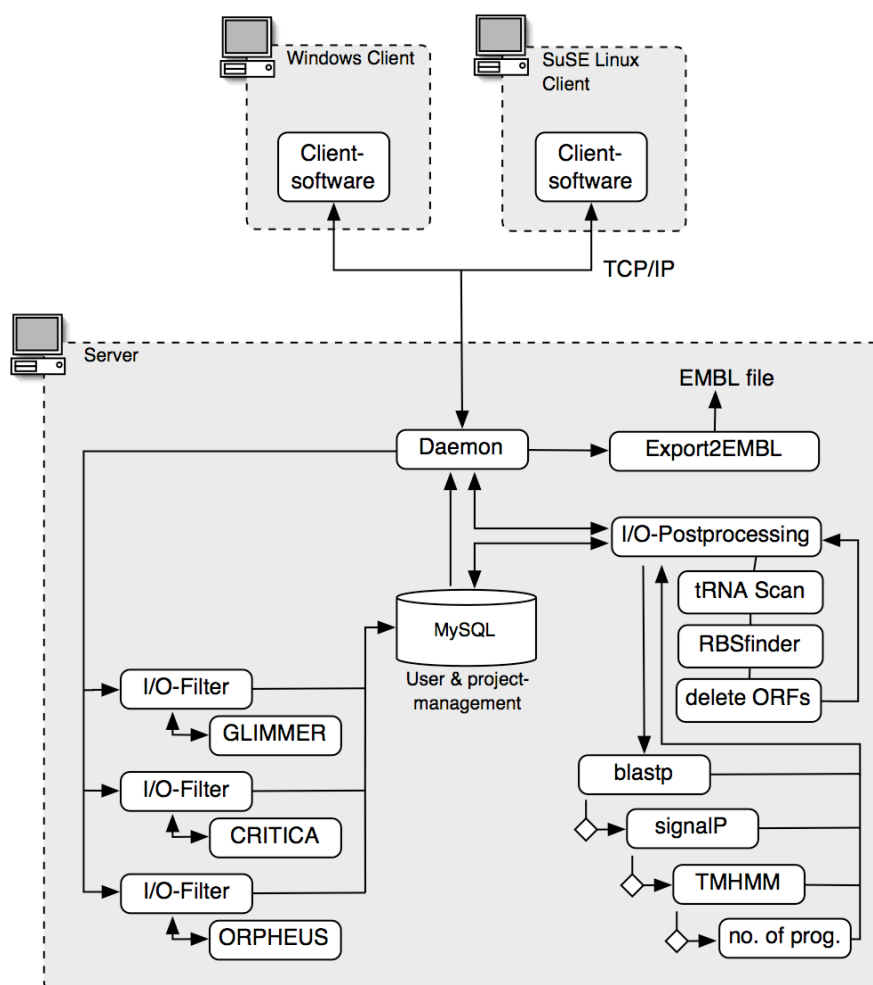 Windows Client
SuSE Linux
Client
Client-
software
Client-
software
TCP/IP
Server
EMBL file
Daemon
Export2EMBL
I/O-Postprocessing
tRNA Scan
RBSfinder
delete ORFs
MySQL
User & project-
management
I/O-Filter
GLIMMER
I/O-Filter
CRITICA
I/O-Filter
ORPHEUS
blastp
signalP
TMHMM
no. of prog.